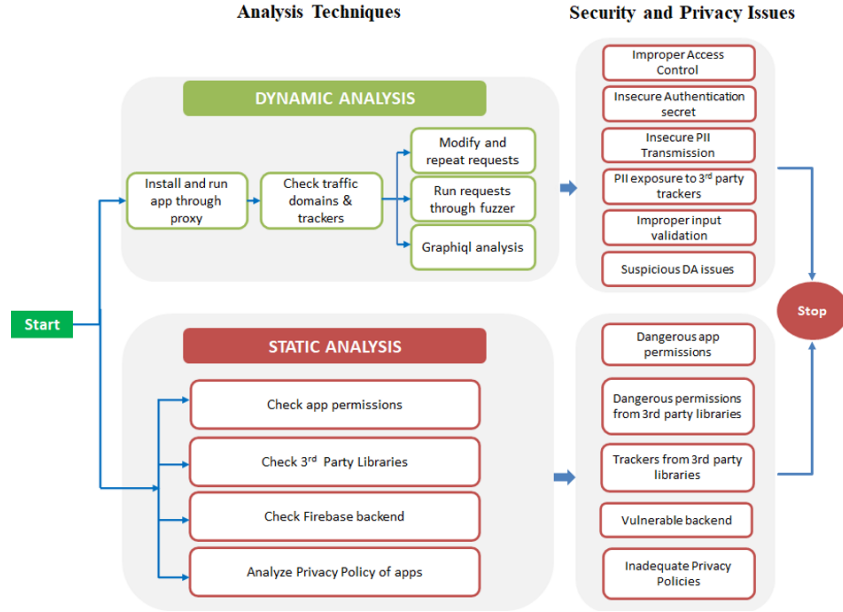 Analysis Techniques
Security and Privacy Issues
DYNAMIC ANALYSIS
Install and run
app through
proxy
Check traffic
domains &
trackers
Modify and
repeat requests
Run requests
through fuzzer
Graphiql analysis
Improper Access
Control
Insecure Authentication
secret
Insecure PII
Transmission
PII exposure to 3rd party
trackers
Improper input
validation
Suspicious DA issues
Start
Stop
STATIC ANALYSIS
Check app permissions
Check 3rd Party Libraries
Check Firebase backend
Analyze Privacy Policy of apps
Dangerous app
permissions
Dangerous permissions
from 3rd party libraries
Trackers from 3rd party
libraries
Vulnerable backend
Inadequate Privacy
Policies